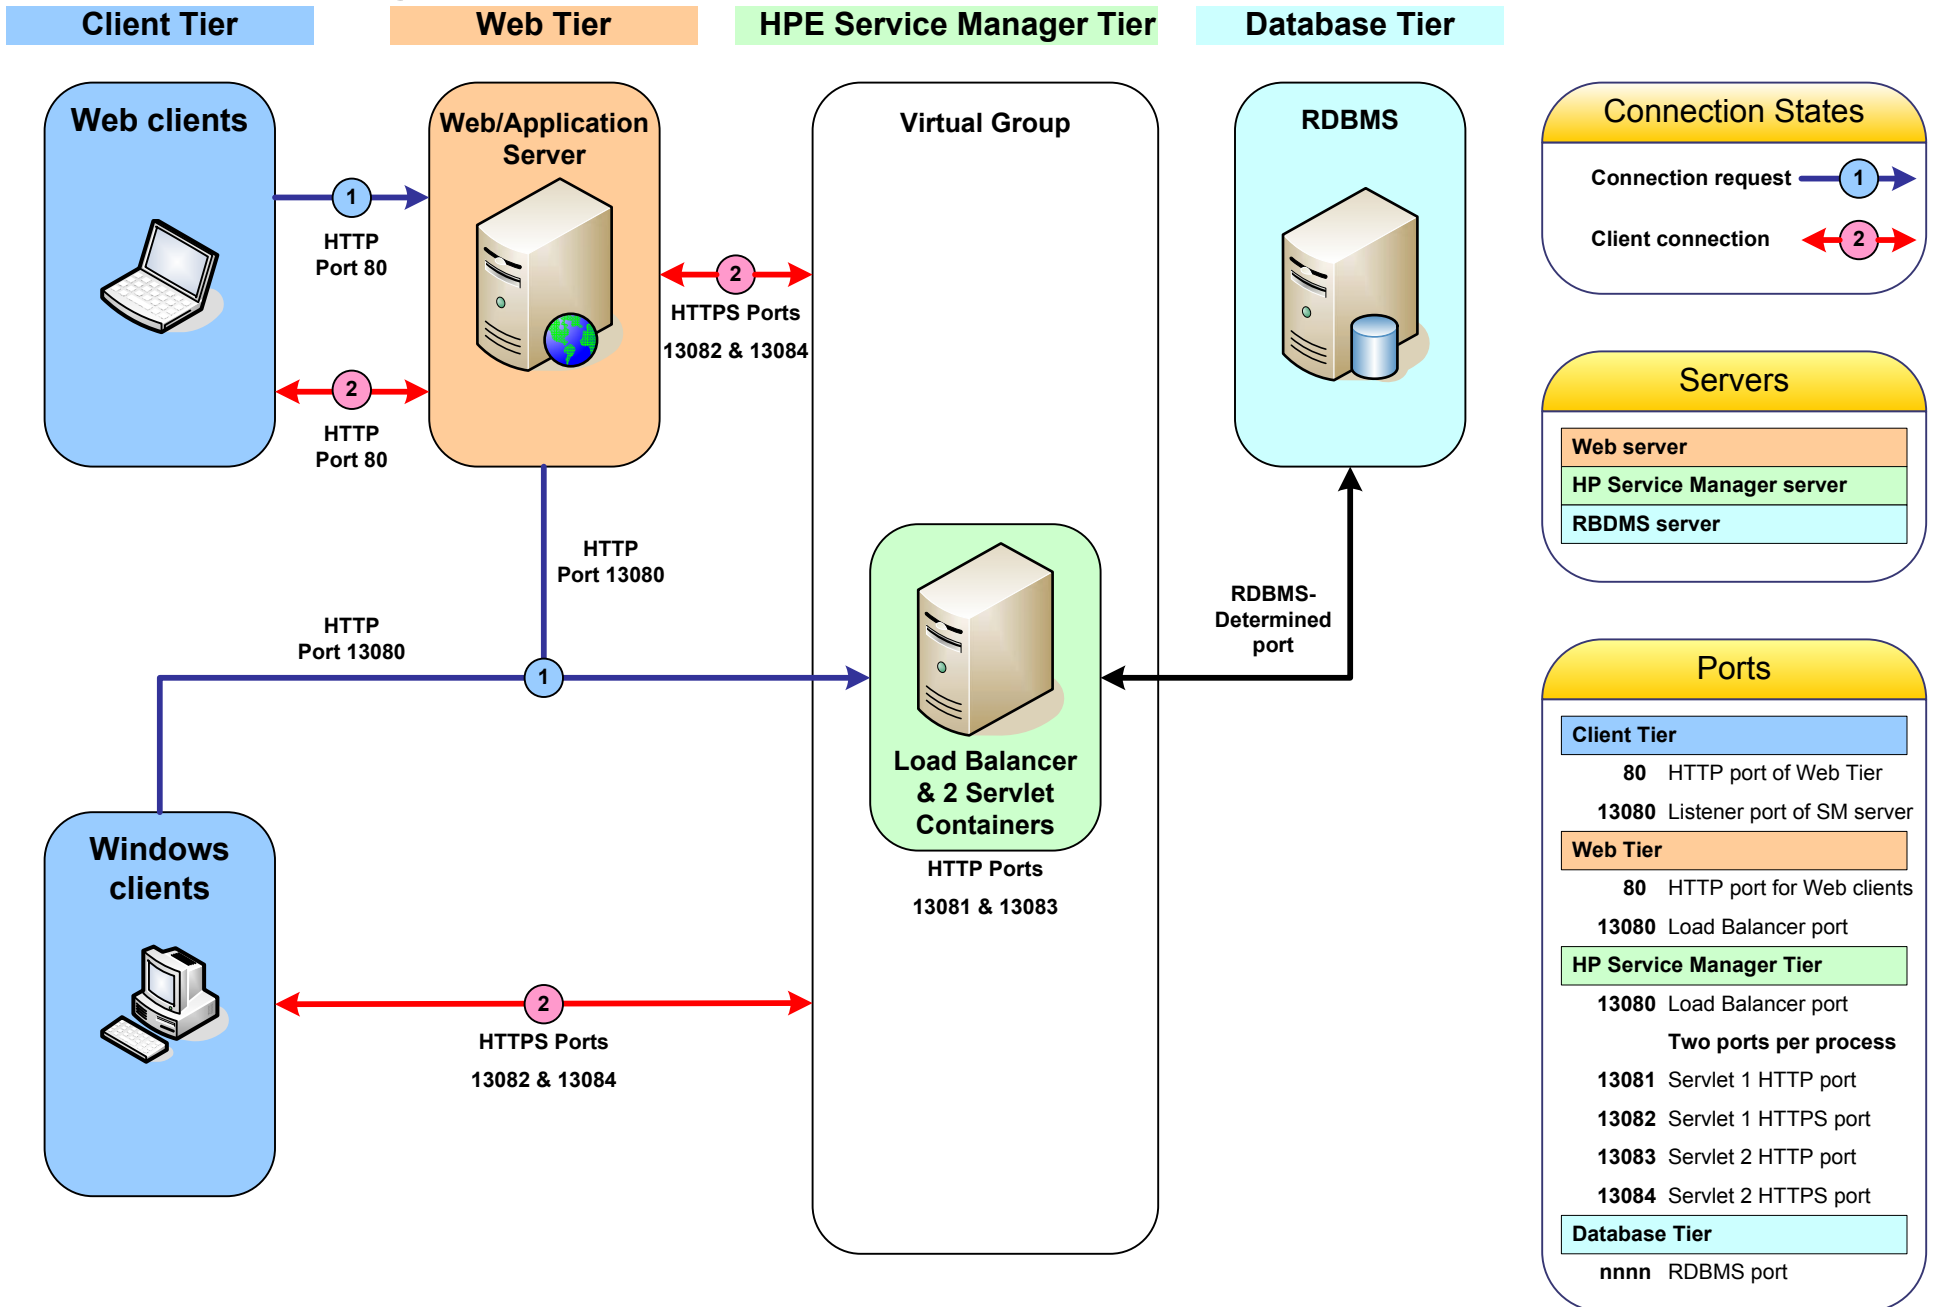 Client Tier
Web Tier
HPE Service Manager Tier
Database Tier
Web clients
1
HTTP
Port 80
2
HTTP
Port 80
Web/Application
Server
2
HTTPS Ports
13082 & 13084
Virtual Group
RDBMS
HTTP
Port 13080
HTTP
Port 13080
1
Load Balancer
& 2 Servlet
Containers
HTTP Ports
13081 & 13083
RDBMS-
Determined
port
Windows
clients
2
HTTPS Ports
13082 & 13084
Connection States
Connection request 1
Client connection 2
Servers
Web server
HP Service Manager server
RBDMS server
Ports
Client Tier
80 HTTP port of Web Tier
13080 Listener port of SM server
Web Tier
80 HTTP port for Web clients
13080 Load Balancer port
HP Service Manager Tier
13080 Load Balancer port
Two ports per process
13081 Servlet 1 HTTP port
13082 Servlet 1 HTTPS port
13083 Servlet 2 HTTP port
13084 Servlet 2 HTTPS port
Database Tier
nnnn RDBMS port